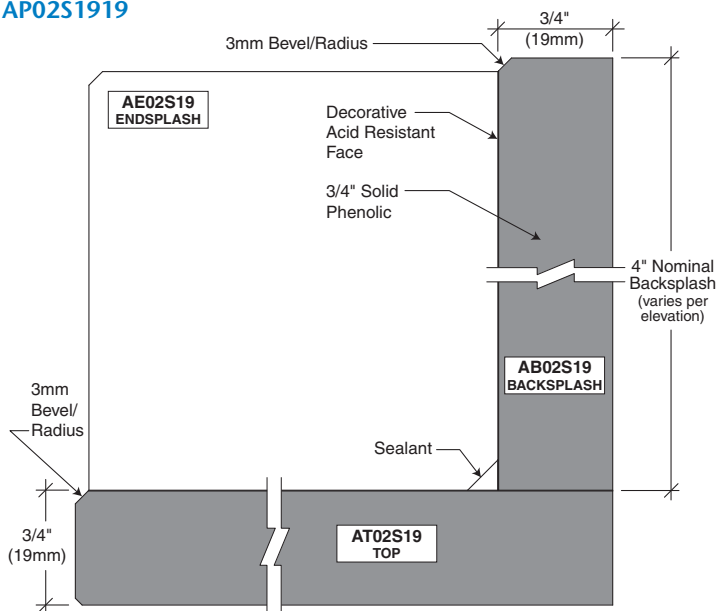 AP02S1919
3/4"
(19mm)
3mm Bevel/Radius
AE02S19
ENDSPLASH
Decorative
Acid Resistant
Face
3/4" Solid
Phenolic
4" Nominal
Backsplash
(varies per
elevation)
AB02S19
BACKSPLASH
3mm
Bevel/
Radius
Sealant
3/4"
(19mm)
AT02S19
TOP